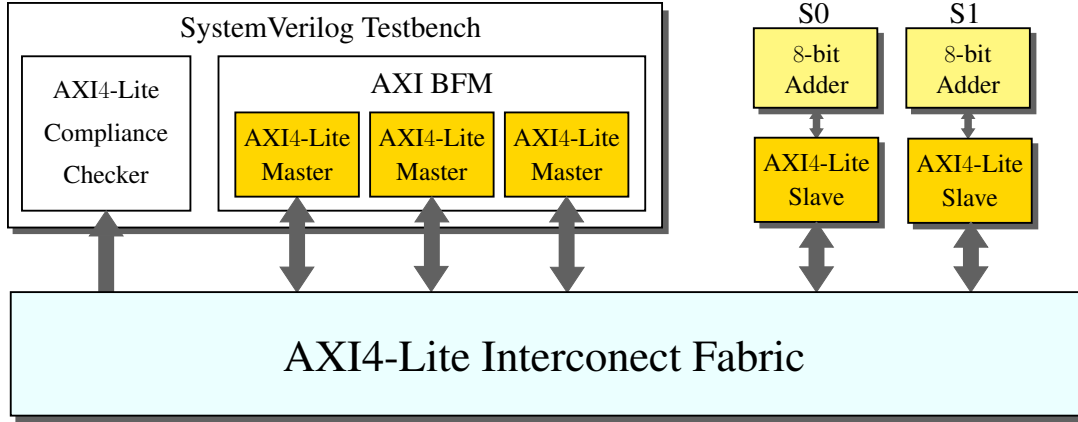 SystemVerilog Testbench
AXI4-Lite
Compliance
Checker
AXI BFM
AXI4-Lite
Master
AXI4-Lite
Master
AXI4-Lite
Master
S0
8-bit
Adder
AXI4-Lite
Slave
S1
8-bit
Adder
AXI4-Lite
Slave
AXI4-Lite Interconect Fabric